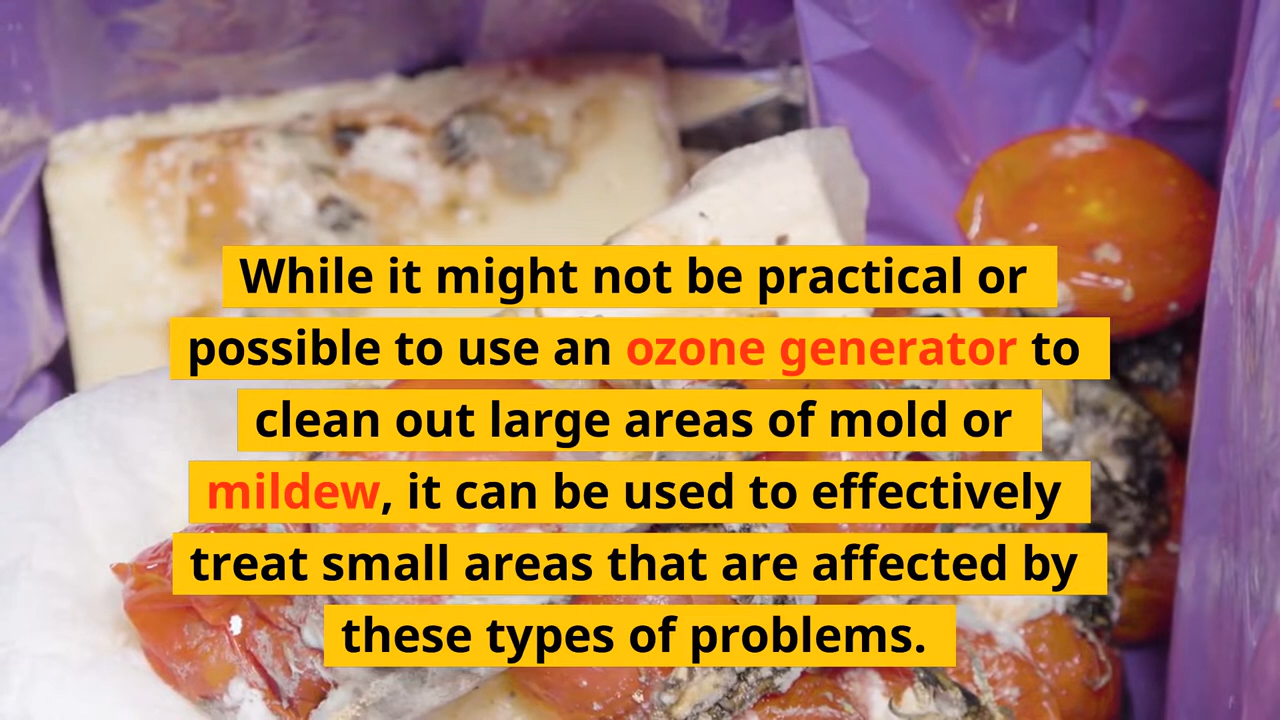 While it might not be practical or
possible to use an ozone generator to
clean out large areas of mold or
mildew, it can be used to effectively
treat small areas that are affected by
these types of problems.